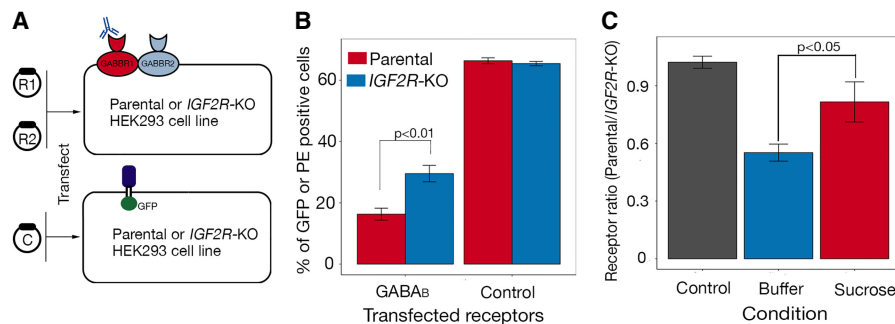 A
R1
R2
Transfect
C
GABBR1
GABBR2
Parental or IGF2R-KO
HEK293 cell line
GFP
Parental or IGF2R-KO
HEK293 cell line
B
% of GFP or PE positive cells
60
40
20
0
Parental
IGF2R-KO
p<0.01
GABAB
Control
Transfected receptors
C
Receptor ratio (Parental/IGF2R-KO)
0.9
0.6
0.3
0
p<0.05
Control
Buffer
Sucrose
Condition